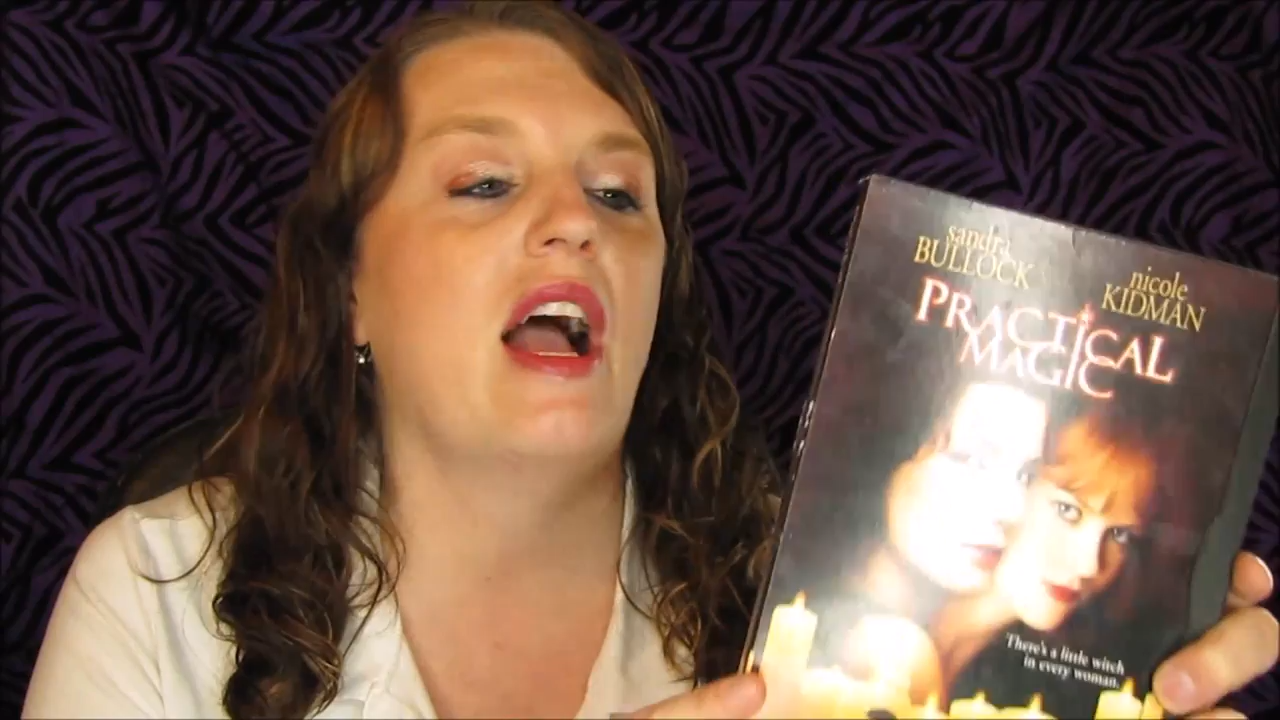 sandra
BULLOCK
nicole
KIDMAN
PRACTICAL
MAGIC
There's a little witch
in every woman.